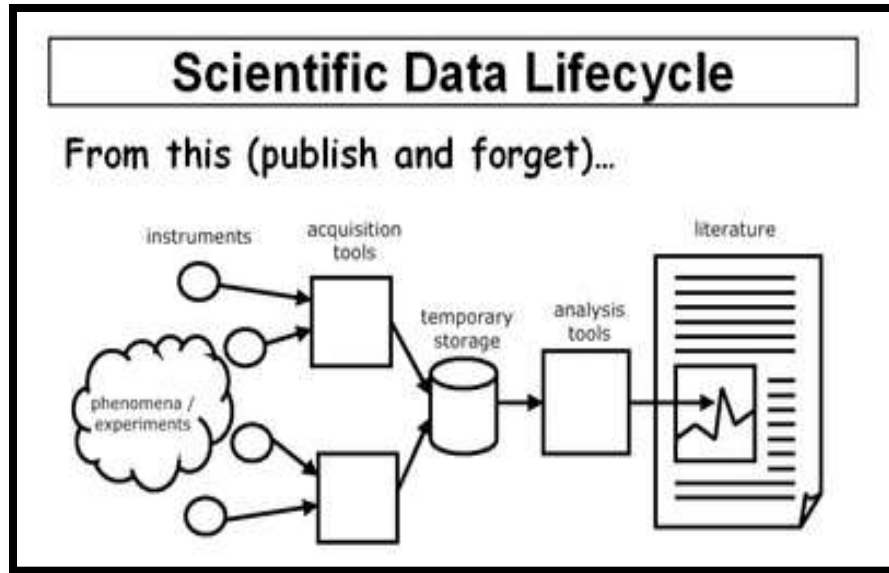 Scientific Data Lifecycle
From this (publish and forget)...
instruments
acquisition
tools
literature
temporary
storage
analysis
tools
phenomena /
experiments